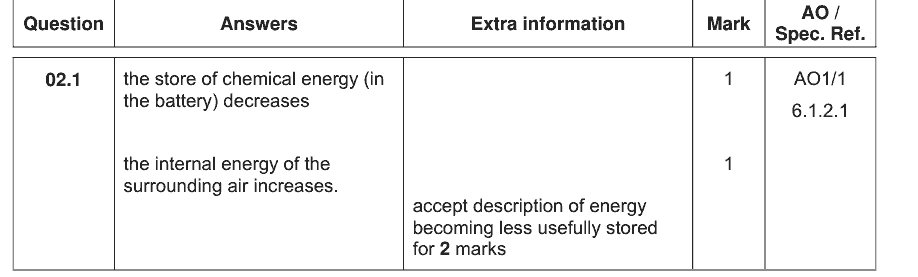 Question Answers Extra information Mark AO /
Spec. Ref.
02.1 the store of chemical energy (in 1 AO1/1
the battery) decreases
6.1.2.1
the internal energy of the 1
surrounding air increases.
accept description of energy
becoming less usefully stored
for 2 marks